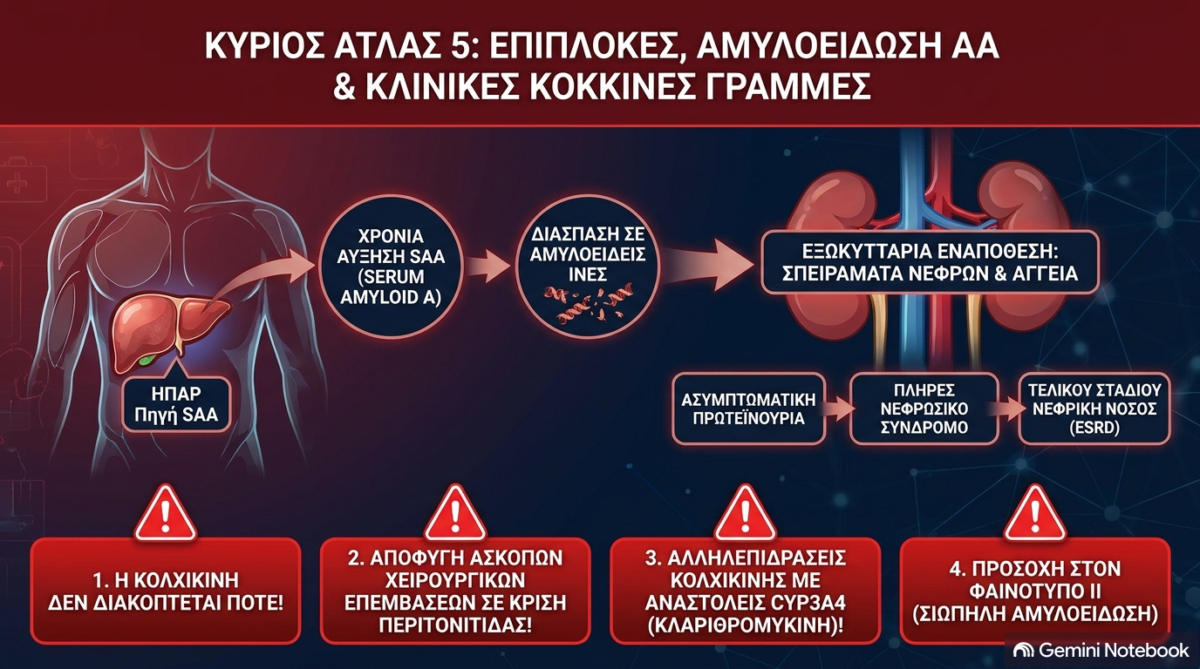 ΚΥΡΙΟΣ ΑΤΛΑΣ 5: ΕΠΙΠΛΟΚΕΣ, ΑΜΥΛΟΕΙΔΩΣΗ ΑΑ
& ΚΛΙΝΙΚΕΣ ΚΟΚΚΙΝΕΣ ΓΡΑΜΜΕΣ
ΧΡΟΝΙΑ
ΑΥΞΗΣΗ SAA
(SERUM
AMYLOID A)
ΔΙΑΣΠΑΣΗ ΣΕ
ΑΜΥΛΟΕΙΔΕΙΣ
ΙΝΕΣ
ΕΞΩΚΥΤΤΑΡΙΑ ΕΝΑΠΟΘΕΣΗ:
ΣΠΕΙΡΑΜΑΤΑ ΝΕΦΡΩΝ & ΑΓΓΕΙΑ
ΗΠΑΡ
Πηγή SAA
ΑΣΥΜΠΤΩΜΑΤΙΚΗ
ΠΡΩΤΕΪΝΟΥΡΙΑ
ΠΛΗΡΕΣ
ΝΕΦΡΩΣΙΚΟ
ΣΥΝΔΡΟΜΟ
ΤΕΛΙΚΟΥ ΣΤΑΔΙΟΥ
ΝΕΦΡΙΚΗ ΝΟΣΟΣ
(ESRD)
1. Η ΚΟΛΧΙΚΙΝΗ
ΔΕΝ ΔΙΑΚΟΠΤΕΤΑΙ ΠΟΤΕ!
2. ΑΠΟΦΥΓΗ ΑΣΚΟΠΩΝ
ΧΕΙΡΟΥΡΓΙΚΩΝ
ΕΠΕΜΒΑΣΕΩΝ ΣΕ ΚΡΙΣΗ
ΠΕΡΙΤΟΝΙΤΙΔΑΣ!
3. ΑΛΛΗΛΕΠΙΔΡΑΣΕΙΣ
ΚΟΛΧΙΚΙΝΗΣ ΜΕ
ΑΝΑΣΤΟΛΕΙΣ CYP3A4
(ΚΛΑΡΙΘΡΟΜΥΚΙΝΗ)!
4. ΠΡΟΣΟΧΗ ΣΤΟΝ
ΦΑΙΝΟΤΥΠΟ ΙΙ
(ΣΙΩΠΗΛΗ ΑΜΥΛΟΕΙΔΩΣΗ)
Gemini Notebook